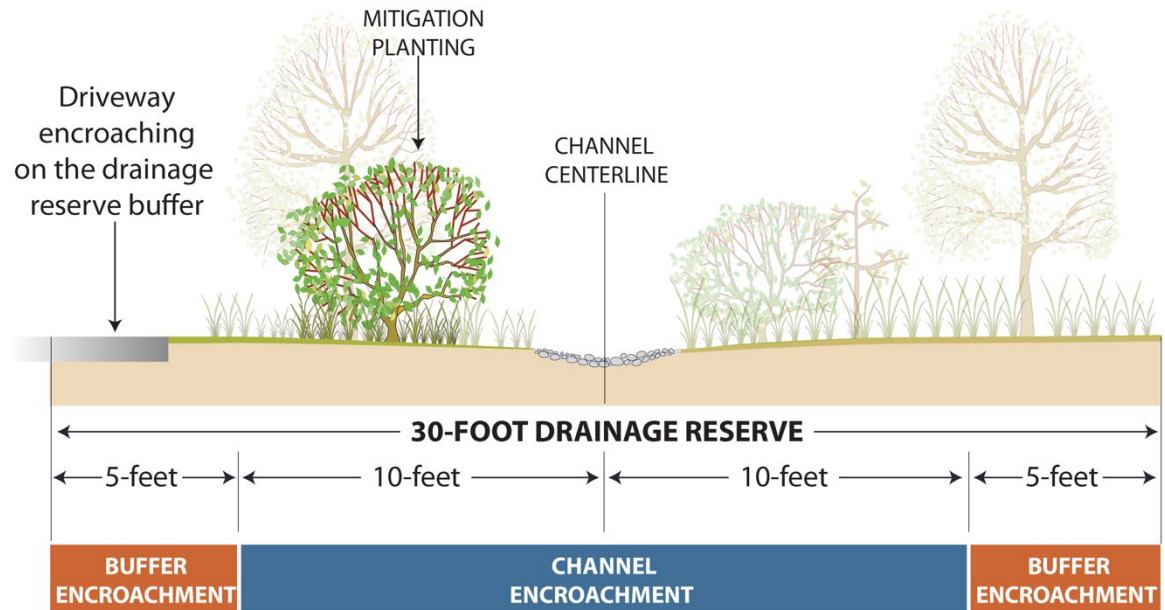 MITIGATION
PLANTING
Driveway
encroaching
on the drainage
reserve buffer
CHANNEL
CENTERLINE
30-FOOT DRAINAGE RESERVE
5-feet
10-feet
10-feet
5-feet
BUFFER
ENCROACHMENT
CHANNEL
ENCROACHMENT
BUFFER
ENCROACHMENT